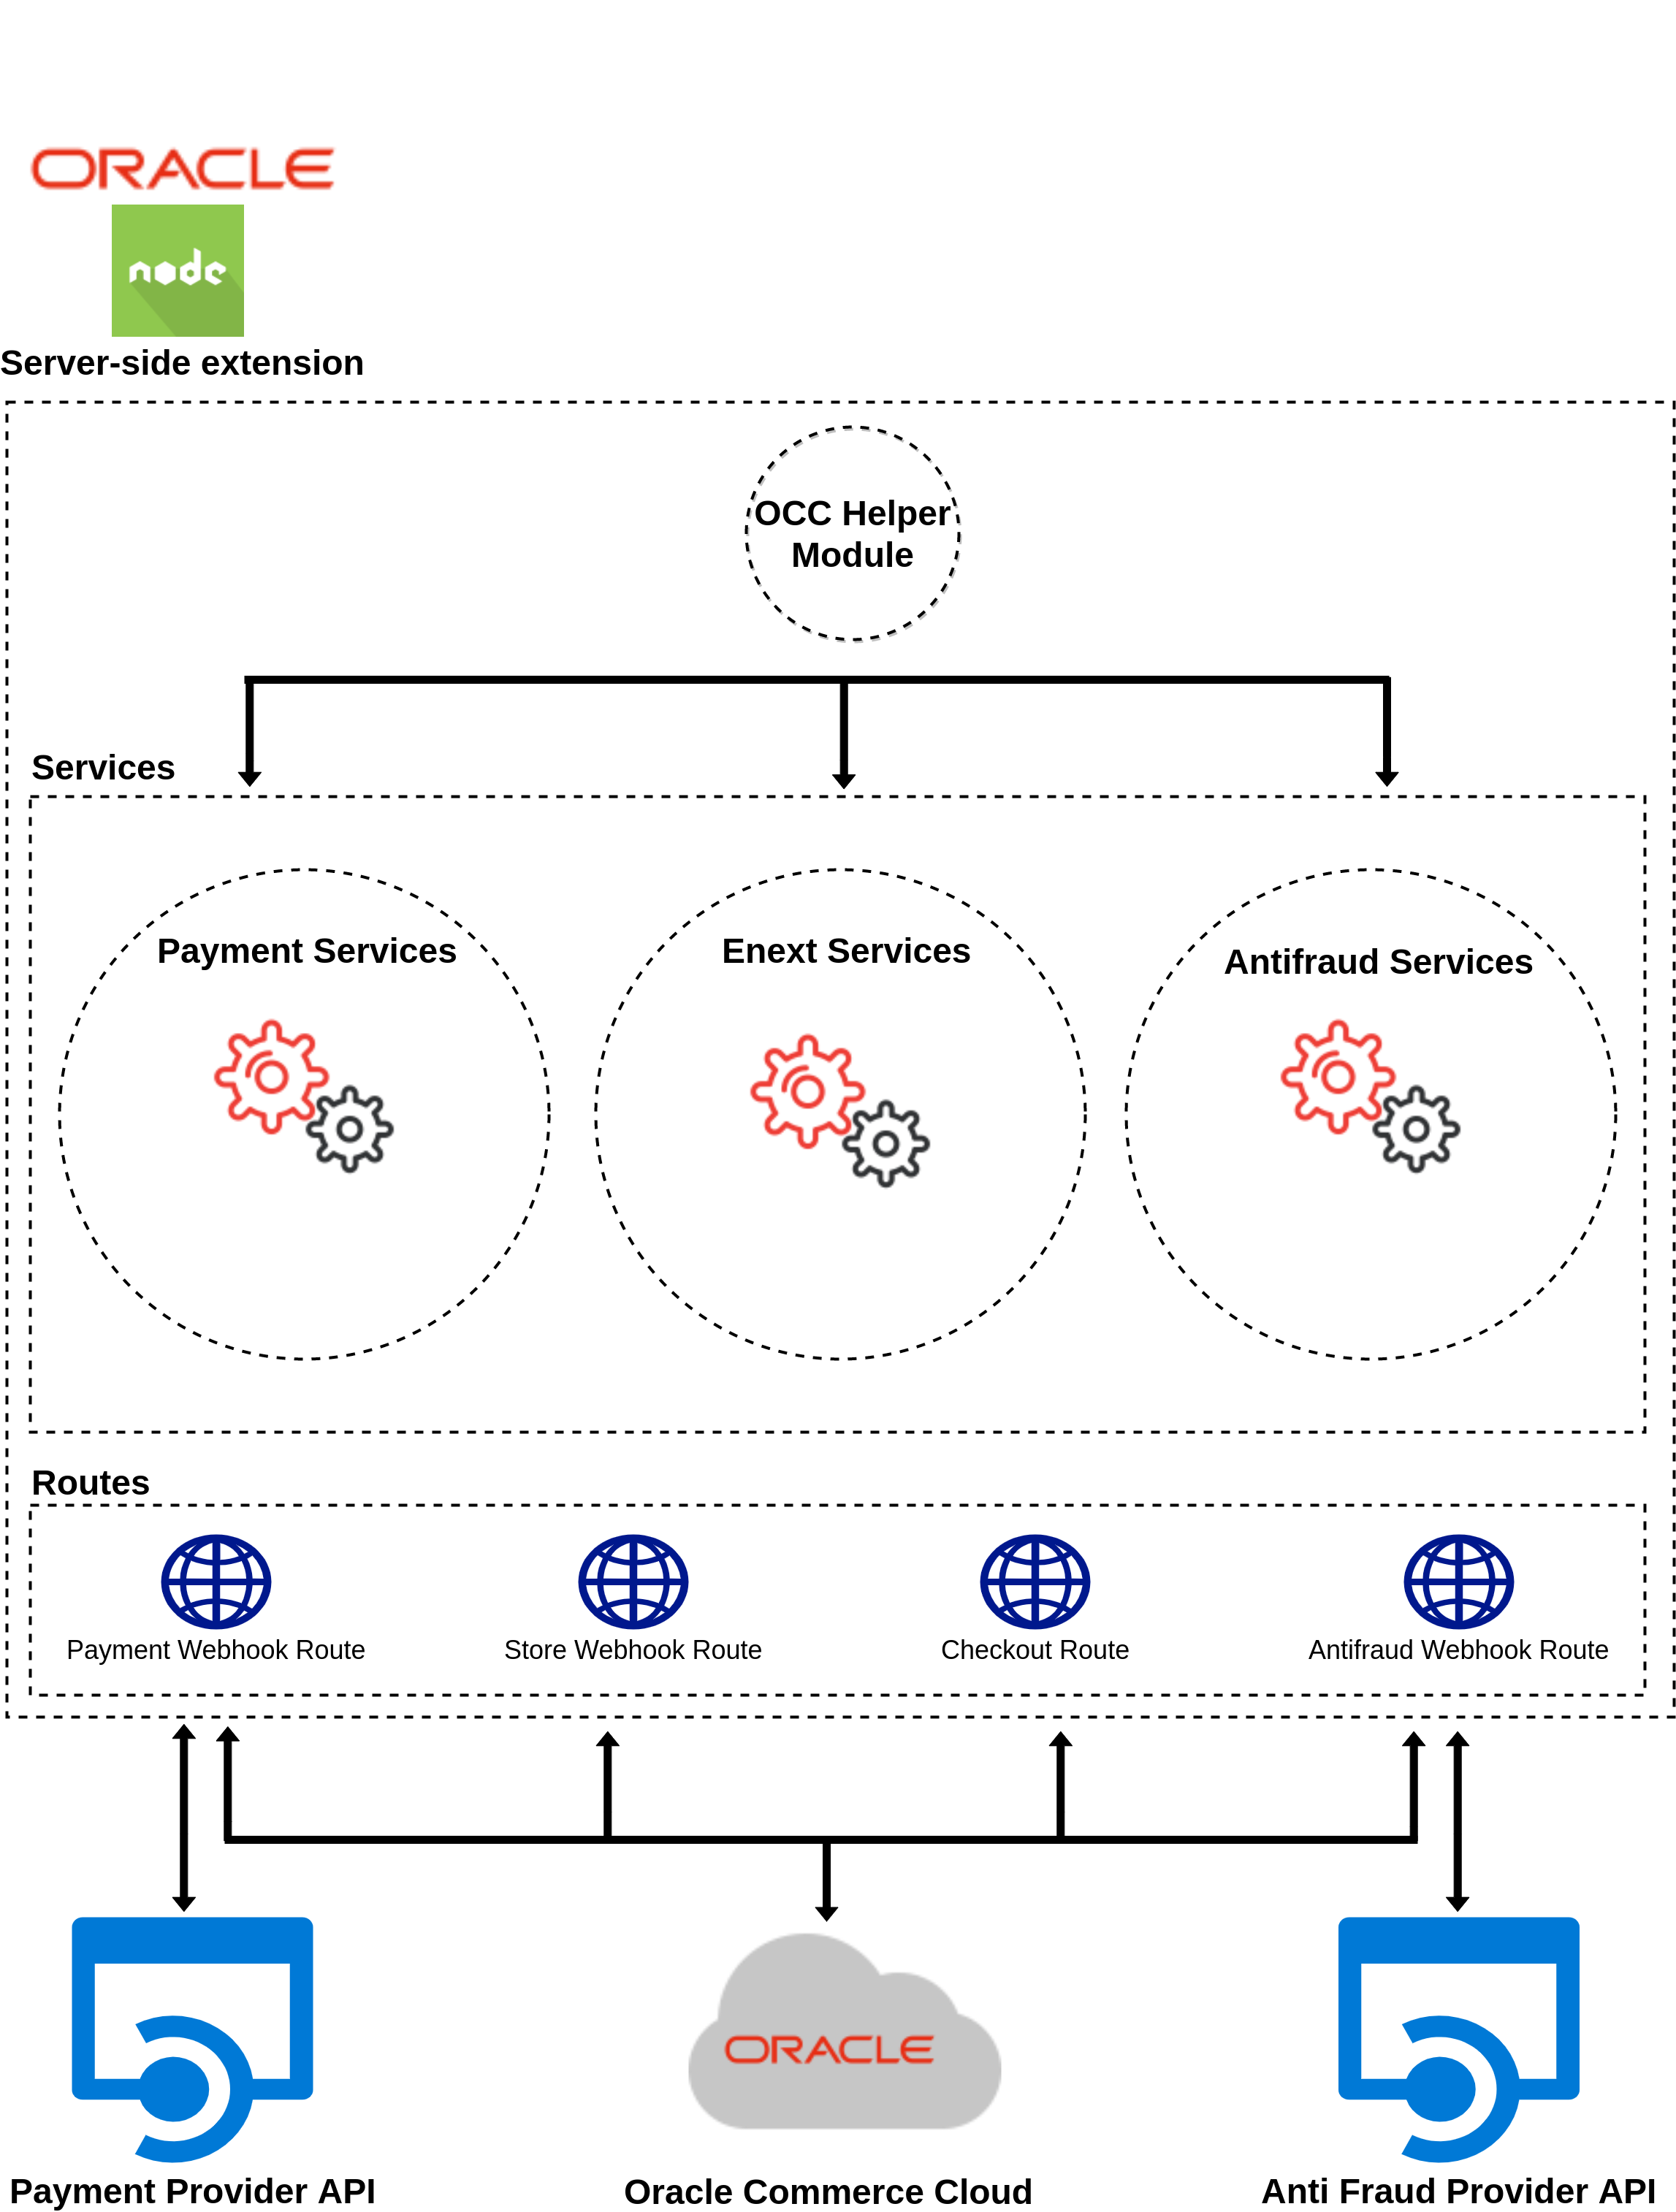 ORACLE
node
Server-side extension
OCC Helper
Module
Services
Payment Services
Enext Services
Antifraud Services
Routes
Payment Webhook Route
Store Webhook Route
Checkout Route
Antifraud Webhook Route
ORACLE
Payment Provider API
Oracle Commerce Cloud
Anti Fraud Provider API